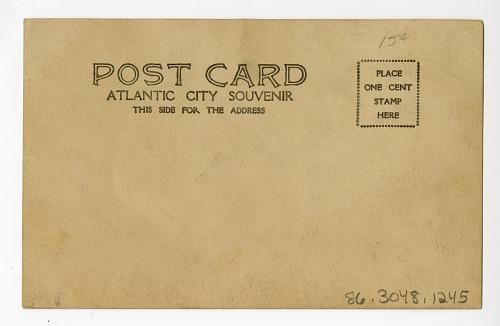 15¢
POST CARD
ATLANTIC CITY SOUVENIR
THIS SIDE FOR THE ADDRESS
PLACE
ONE CENT
STAMP
HERE
86.3048.1245